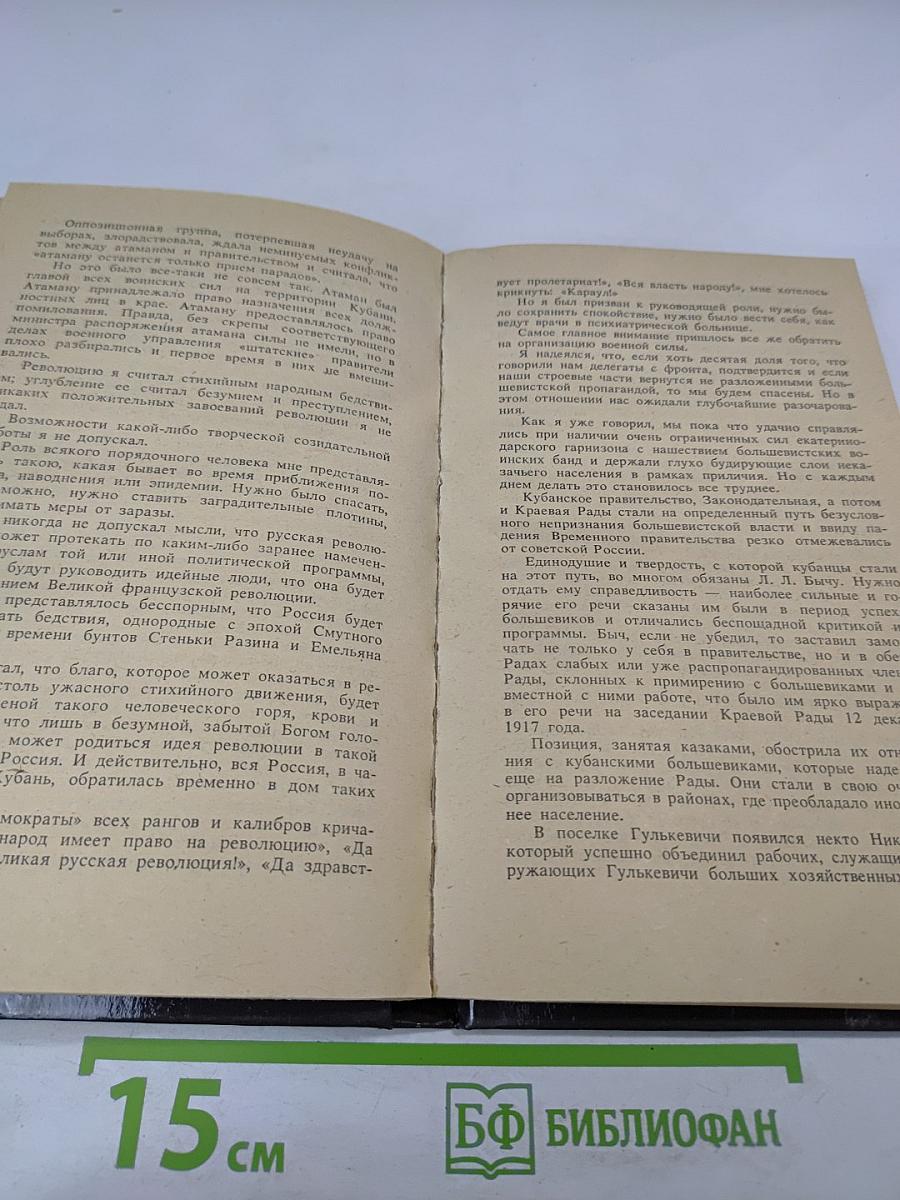 Оппозиционная группа, потерпевшая неудачу на
выборах, злорадствовала, ждала неминуемых конфлик-
тов между атаманом и правительством и считала, что
«атаману останется только прием парадов».
Но это было все-таки не совсем так. Атаман был
главой всех воинских сил на территории Кубани.
Атаману принадлежало право назначения всех долж-
ностных лиц в крае. Атаману предоставлялось право
помилования. Правда, без скрепы соответствующего
министра распоряжения атамана силы не имели, но в
делах военного управления «штатские» правители
плохо разбирались и первое время в них не вмеши-
вались.
Революцию я считал стихийным народным бедстви-
ем; углубление ее считал безумием и преступлением,
никаких положительных завоеваний революции я не
дал.
Возможности какой-либо творческой созидательной
боты я не допускал.
Роль всякого порядочного человека мне представля-
ь такою, какая бывает во время приближения по-
а, наводнения или эпидемии. Нужно было спасать,
зможно, нужно ставить заградительные плотины,
имать меры от заразы.
никогда не допускал мысли, что русская револю-
ожет протекать по каким-либо заранее намечен-
руслам той или иной политической программы,
будут руководить идейные люди, что она будет
ением Великой французской революции.
представлялось бесспорным, что Россия будет
ать бедствия, однородные с эпохой Смутного
времени бунтов Стеньки Разина и Емельяна
тал, что благо, которое может оказаться в ре-
столь ужасного стихийного движения, будет
ценой такого человеческого горя, крови и
что лишь в безумной, забытой Богом голо-
может родиться идея революции в такой
Россия. И действительно, вся Россия, в ча-
Кубань, обратилась временно в дом таких
мократы» всех рангов и калибров крича-
народ имеет право на революцию», «Да
ликая русская революция!», «Да здравст-
вует пролетариат!», «Вся власть народу!», мне хотелось
крикнуть: «Караул!»
Но я был призван к руководящей роли, нужно бы-
ло сохранить спокойствие, нужно было вести себя, как
ведут врачи в психиатрической больнице.
Самое главное внимание пришлось все же обратить
на организацию военной силы.
Я надеялся, что, если хоть десятая доля того, что
говорили нам делегаты с фронта, подтвердится и если
наши строевые части вернутся не разложенными боль-
шевистской пропагандой, то мы будем спасены. Но в
этом отношении нас ожидали глубочайшие разочарова-
ния.
Как я уже говорил, мы пока что удачно справля-
лись при наличии очень ограниченных сил екатерино-
дарского гарнизона с нашествием большевистских во-
инских банд и держали глухо будирующие слои нека-
зачьего населения в рамках приличия. Но с каждым
днем делать это становилось все труднее.
Кубанское правительство, Законодательная, а потом
и Краевая Рады стали на определенный путь безуслов-
ного непризнания большевистской власти и ввиду па-
дения Временного правительства резко отмежевались
от советской России.
Единодушие и твердость, с которой кубанцы стали
на этот путь, во многом обязаны Л. Л. Бычу. Нужно
отдать ему справедливость — наиболее сильные и го-
рячие его речи сказаны им были в период успех
большевиков и отличались беспощадной критикой и
программы. Быч, если не убедил, то заставил замо
чать не только у себя в правительстве, но и в обе
Радах слабых или уже распропагандированных член
Рады, склонных к примирению с большевиками и
вместной с ними работе, что было им ярко выраж
в его речи на заседании Краевой Рады 12 дека
1917 года.
Позиция, занятая казаками, обострила их отн
ния с кубанскими большевиками, которые наде
еще на разложение Рады. Они стали в свою оч
организовываться в районах, где преобладало ино
нее население.
В поселке Гулькевичи появился некто Ник
который успешно объединил рабочих, служащи
ружающих Гулькевичи больших хозяйственных
15 см
БФ БИБЛИОФАН